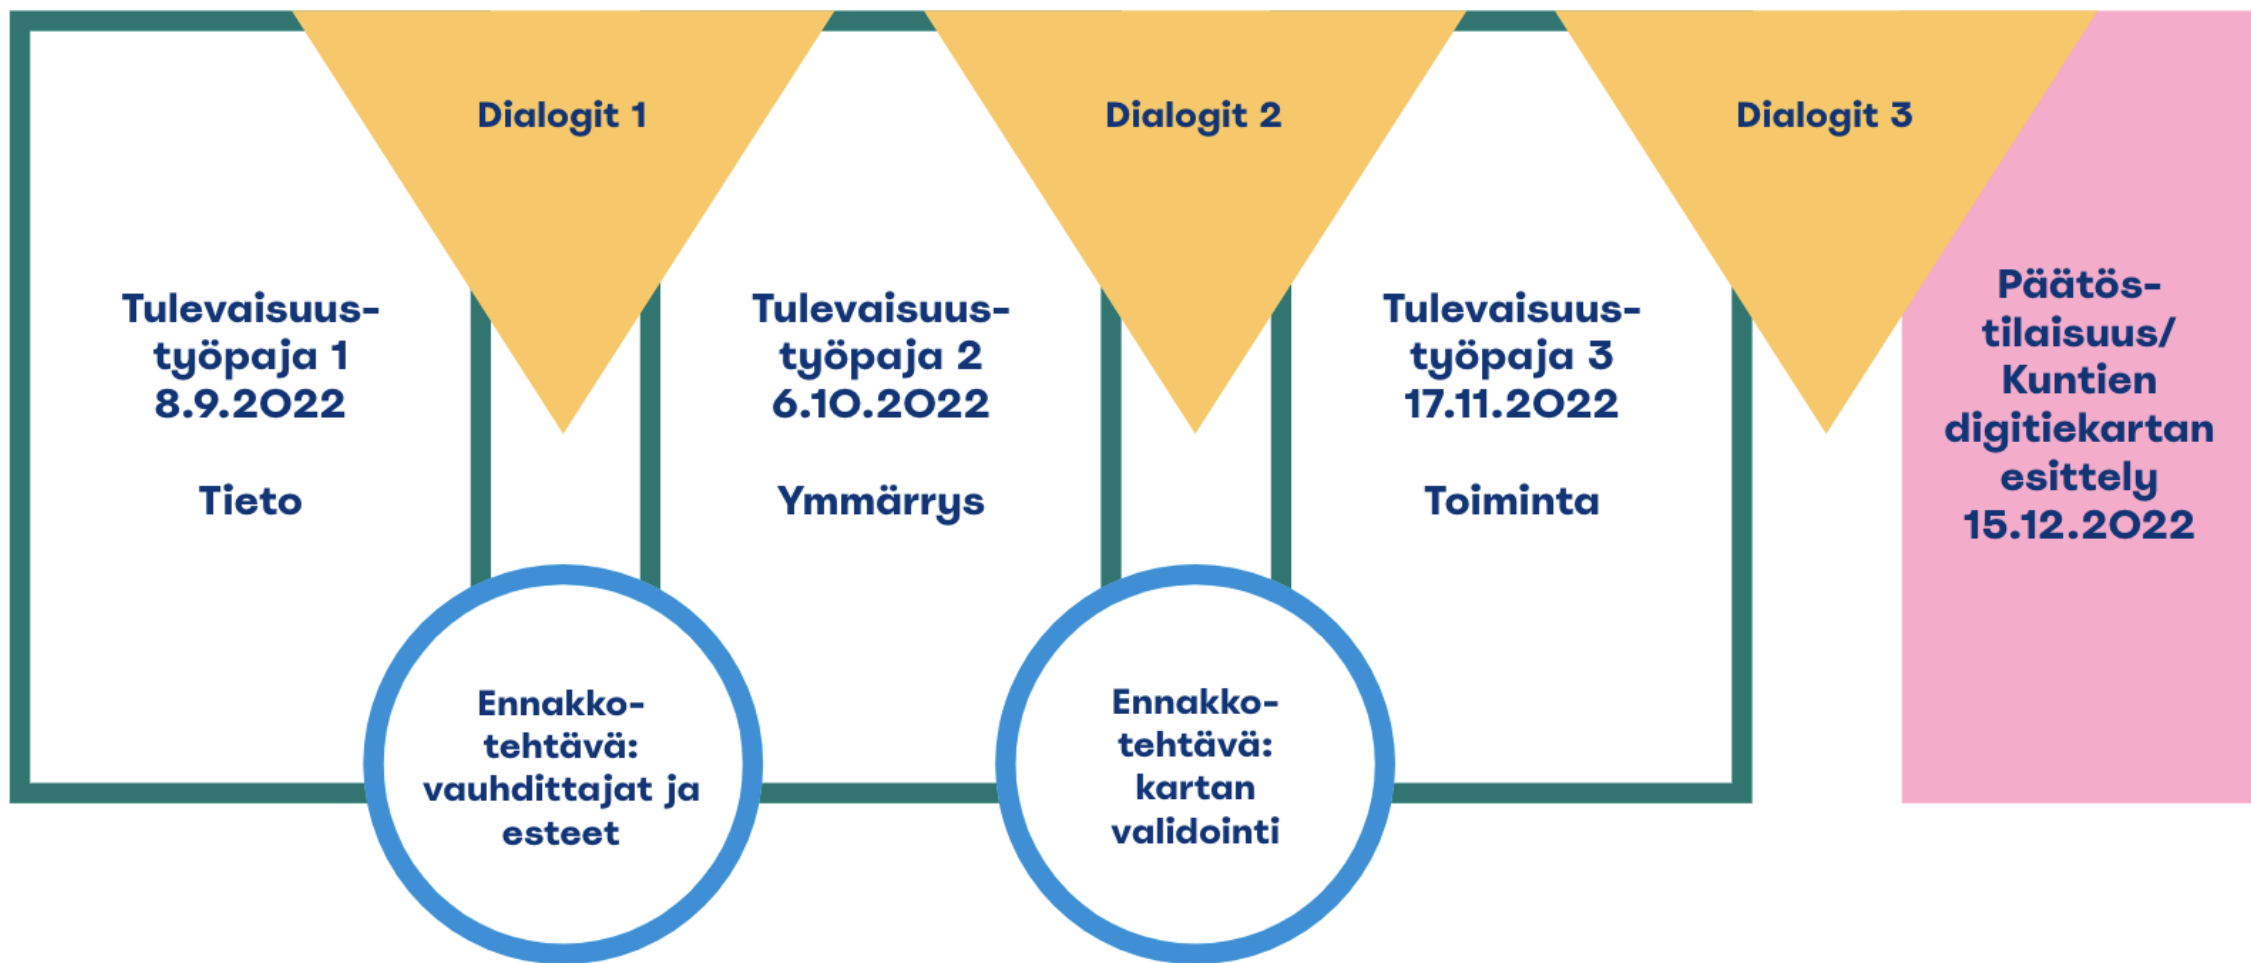 Dialogit 1
Dialogit 2
Dialogit 3
Tulevaisuus-
työpaja 1
8.9.2022
Tieto
Tulevaisuus-
työpaja 2
6.10.2022
Ymmärrys
Tulevaisuus-
työpaja 3
17.11.2022
Toiminta
Päätös-
tilaisuus/
Kuntien
digitiekartan
esittely
15.12.2022
Ennakko-
tehtävä:
vauhdittajat ja
esteet
Ennakko-
tehtävä:
kartan
validointi